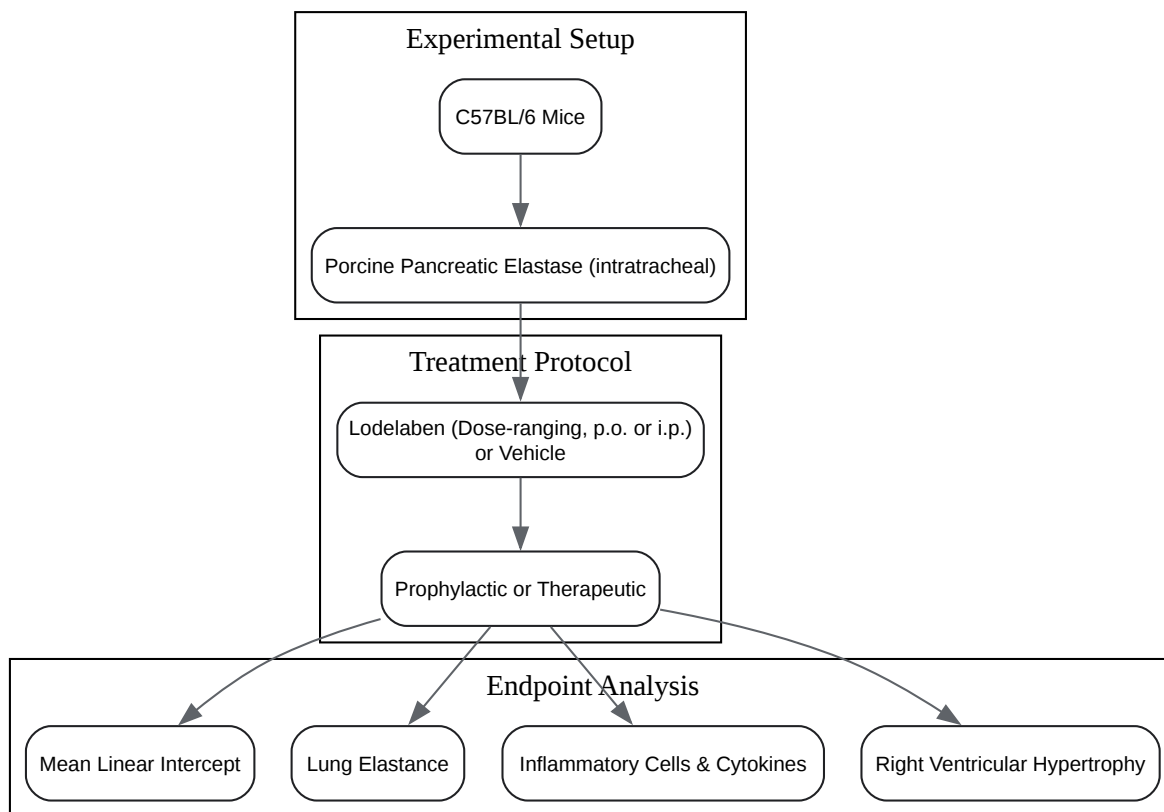 Experimental Setup
C57BL/6 Mice
Porcine Pancreatic Elastase (intratracheal)
Treatment Protocol
Lodelaben (Dose-ranging, p.o. or i.p.)
or Vehicle
Prophylactic or Therapeutic
Endpoint Analysis
Mean Linear Intercept
Lung Elastance
Inflammatory Cells & Cytokines
Right Ventricular Hypertrophy